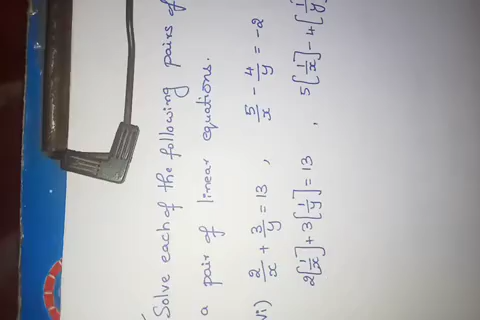 Solve each of the following pairs of
a pair of linear equations.
vi) 2/x + 3/y = 13 , 5/x - 4/y = -2
2[1/x] + 3[1/y] = 13 , 5[1/x] - 4[1/y]